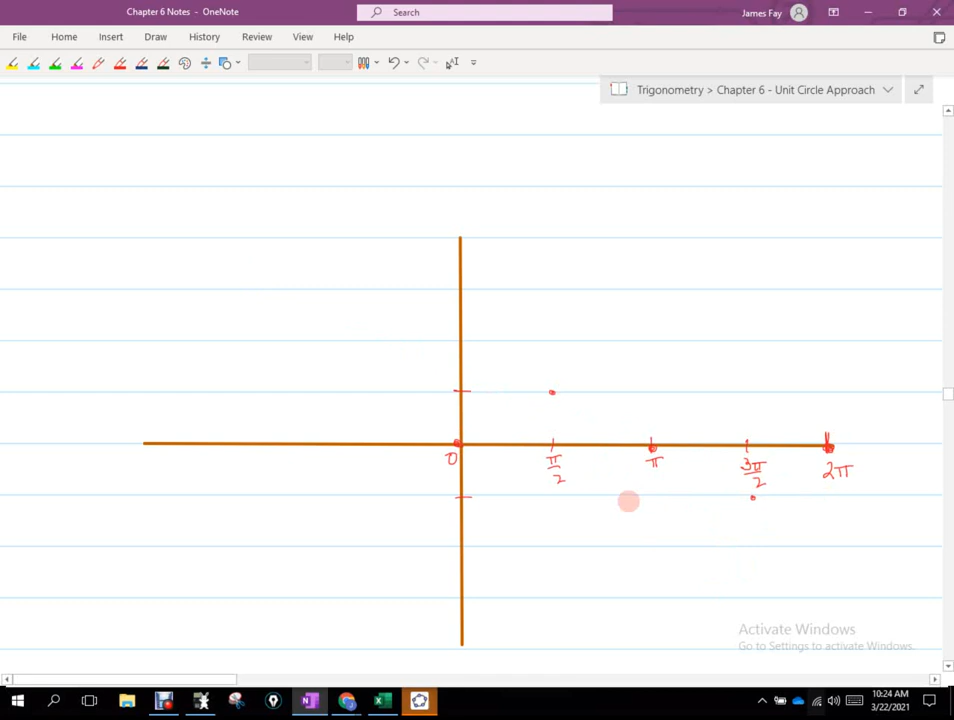 Chapter 6 Notes - OneNote
Search
James Fay
File Home Insert Draw History Review View Help
Trigonometry > Chapter 6 - Unit Circle Approach
0 π/2 π 3π/2 2π
Activate Windows
Go to Settings to activate Windows.
10:24 AM
3/22/2021